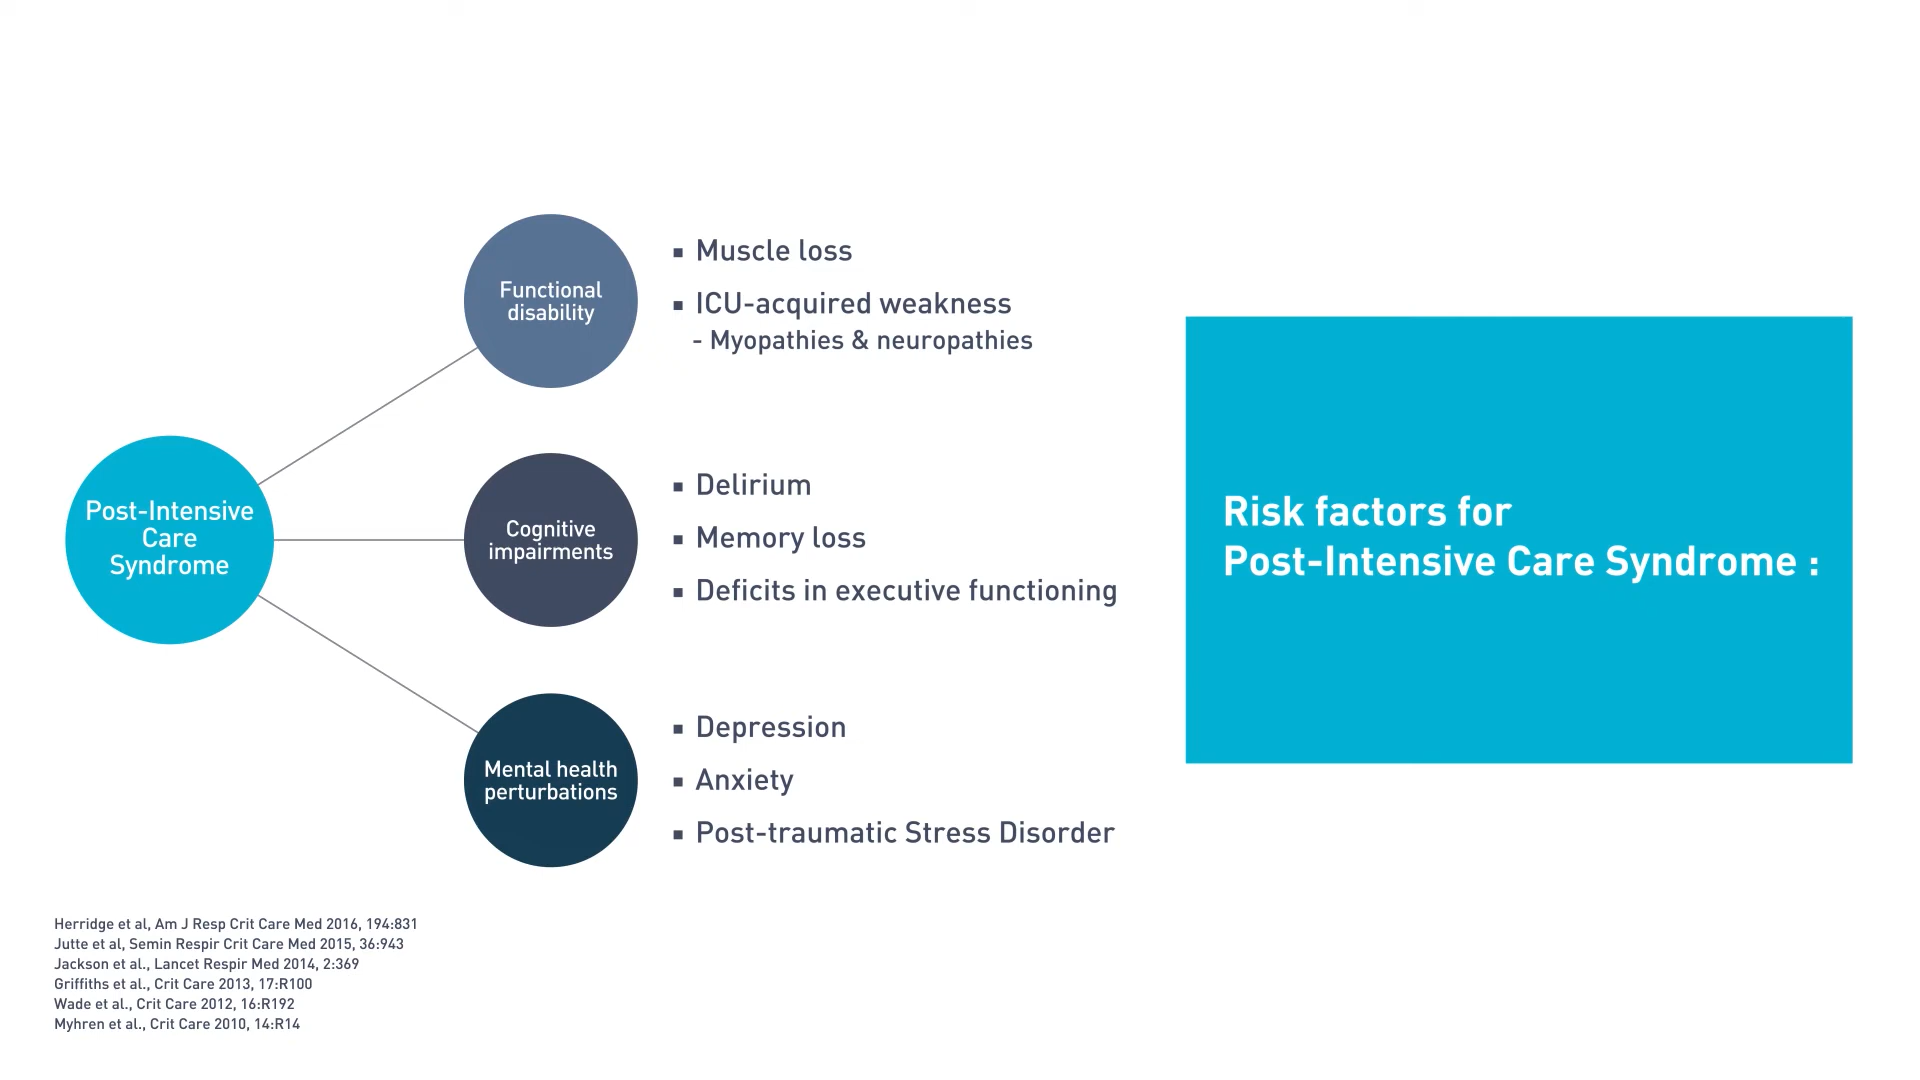 Post-Intensive
Care
Syndrome
Functional
disability
▪ Muscle loss
▪ ICU-acquired weakness
- Myopathies & neuropathies
Cognitive
impairments
▪ Delirium
▪ Memory loss
▪ Deficits in executive functioning
Mental health
perturbations
▪ Depression
▪ Anxiety
▪ Post-traumatic Stress Disorder
Risk factors for
Post-Intensive Care Syndrome :
Herridge et al, Am J Resp Crit Care Med 2016, 194:831
Jutte et al, Semin Respir Crit Care Med 2015, 36:943
Jackson et al., Lancet Respir Med 2014, 2:369
Griffiths et al., Crit Care 2013, 17:R100
Wade et al., Crit Care 2012, 16:R192
Myhren et al., Crit Care 2010, 14:R14